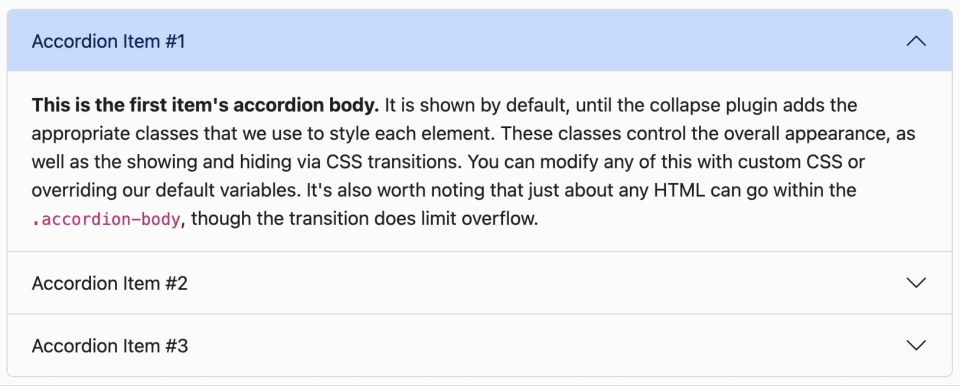 Accordion Item #1
This is the first item's accordion body. It is shown by default, until the collapse plugin adds the
appropriate classes that we use to style each element. These classes control the overall appearance, as
well as the showing and hiding via CSS transitions. You can modify any of this with custom CSS or
overriding our default variables. It's also worth noting that just about any HTML can go within the
.accordion-body, though the transition does limit overflow.
Accordion Item #2
Accordion Item #3